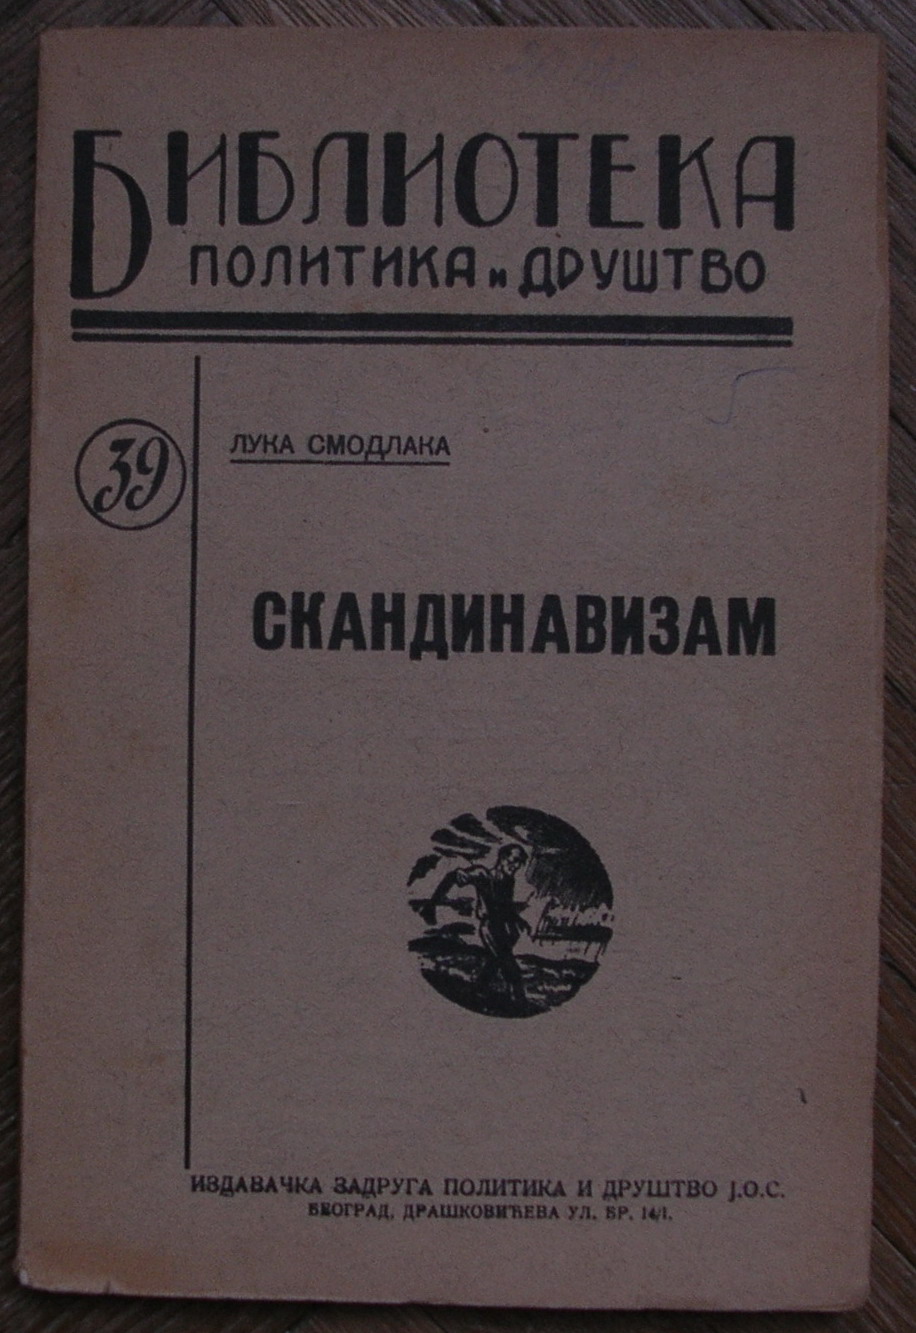 БИБЛИОТЕКА
ПОЛИТИКА и ДРУШТВО
39
ЛУКА СМОДЛАКА
СКАНДИНАВИЗАМ
ИЗДАВАЧКА ЗАДРУГА ПОЛИТИКА И ДРУШТВО Ј.О.С.
БЕОГРАД, ДРАШКОВИЋЕВА УЛ. БР. 14/I.